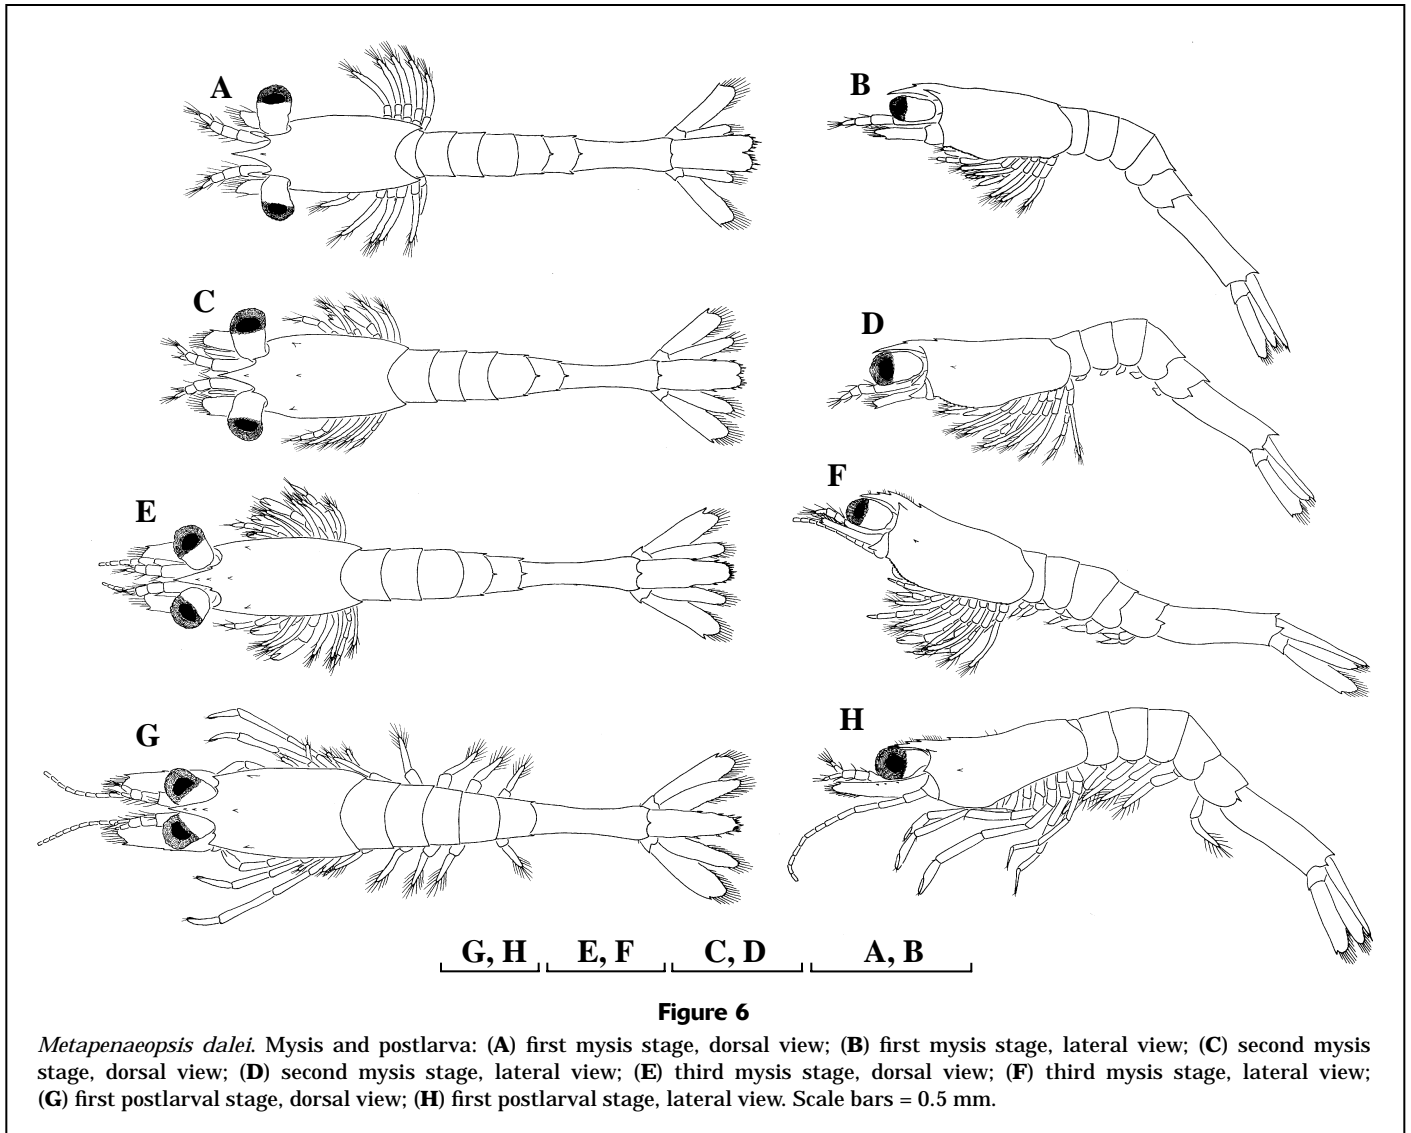 A
B
C
D
E
F
G
H
G, H E, F C, D A, B
Figure 6
Metapenaeopsis dalei. Mysis and postlarva: (A) first mysis stage, dorsal view; (B) first mysis stage, lateral view; (C) second mysis
stage, dorsal view; (D) second mysis stage, lateral view; (E) third mysis stage, dorsal view; (F) third mysis stage, lateral view;
(G) first postlarval stage, dorsal view; (H) first postlarval stage, lateral view. Scale bars = 0.5 mm.